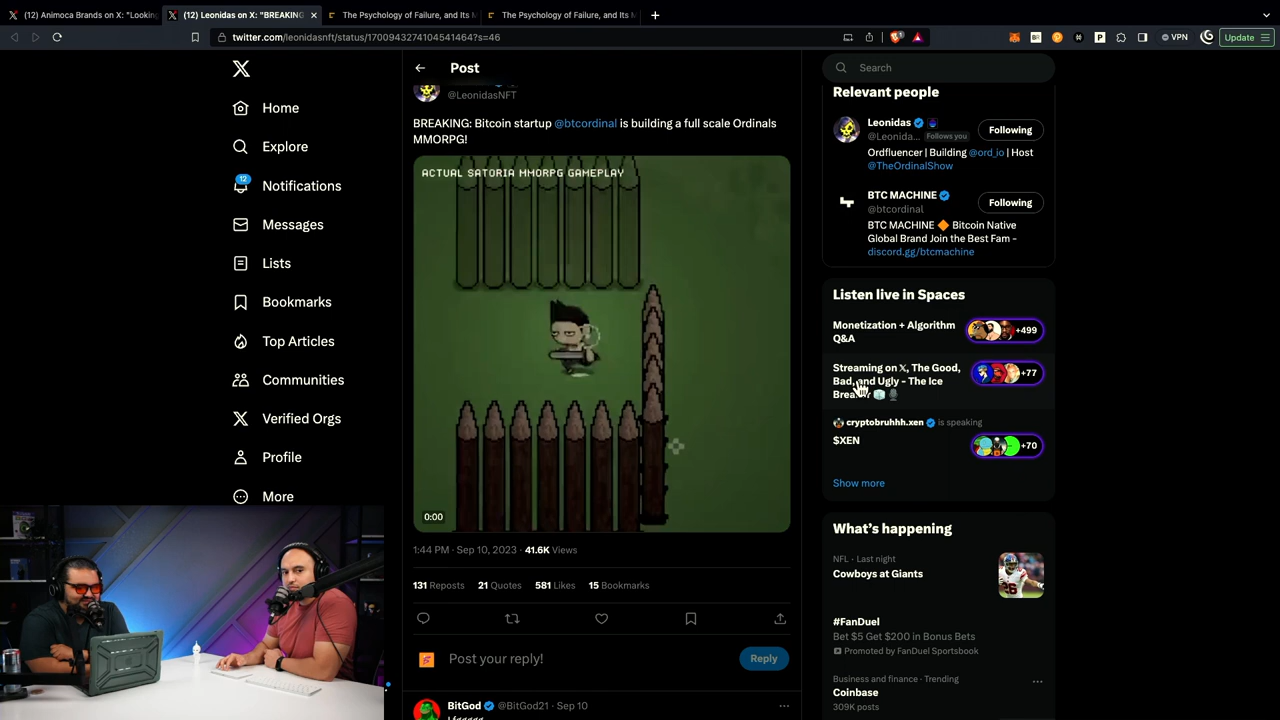 (12) Animoca Brands on X: "Lookin
(12) Leonidas on X: "BREAKING
The Psychology of Failure, and Its M
The Psychology of Failure, and Its M
twitter.com/leonidasnft/status/1700943274104541464?s=46
VPN
Update
Home
Explore
12
Notifications
Messages
Lists
Bookmarks
Top Articles
Communities
Verified Orgs
Profile
More
Post
@LeonidasNFT
BREAKING: Bitcoin startup @btcordinal is building a full scale Ordinals
MMORPG!
ACTUAL SATORIA MMORPG GAMEPLAY
0:00
1:44 PM · Sep 10, 2023 · 41.6K Views
131 Reposts 21 Quotes 581 Likes 15 Bookmarks
Post your reply!
Reply
BitGod @BitGod21 · Sep 10
Search
Relevant people
Leonidas
@Leonida... Follows you
Following
Ordfluencer | Building @ord_io | Host
@TheOrdinalShow
BTC MACHINE
@btcordinal
Following
BTC MACHINE 🔶 Bitcoin Native
Global Brand Join the Best Fam -
discord.gg/btcmachine
Listen live in Spaces
Monetization + Algorithm
Q&A
+499
Streaming on 𝕏, The Good,
Bad, and Ugly - The Ice
+77
cryptobruhhh.xen is speaking
$XEN
+70
Show more
What's happening
NFL · Last night
Cowboys at Giants
#FanDuel
Bet $5 Get $200 in Bonus Bets
Promoted by FanDuel Sportsbook
Business and finance · Trending
Coinbase
309K posts